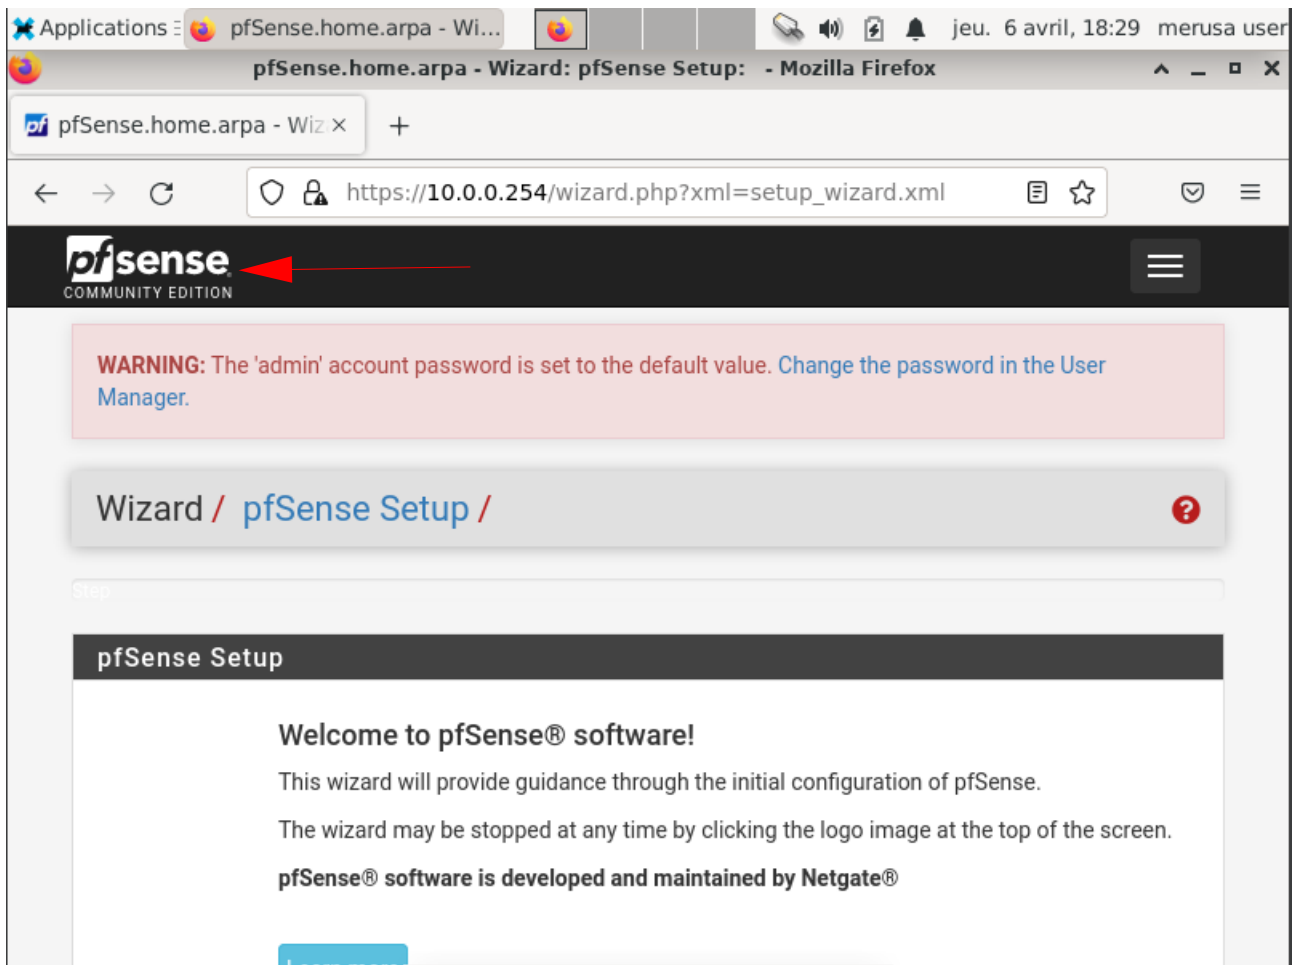 Applications
pfSense.home.arpa - Wi...
jeu. 6 avril, 18:29
merusa user
pfSense.home.arpa - Wizard: pfSense Setup: - Mozilla Firefox
pfSense.home.arpa - Wiz
https://10.0.0.254/wizard.php?xml=setup_wizard.xml
pfsense
COMMUNITY EDITION
WARNING: The 'admin' account password is set to the default value. Change the password in the User
Manager.
Wizard / pfSense Setup /
Step
pfSense Setup
Welcome to pfSense® software!
This wizard will provide guidance through the initial configuration of pfSense.
The wizard may be stopped at any time by clicking the logo image at the top of the screen.
pfSense® software is developed and maintained by Netgate®